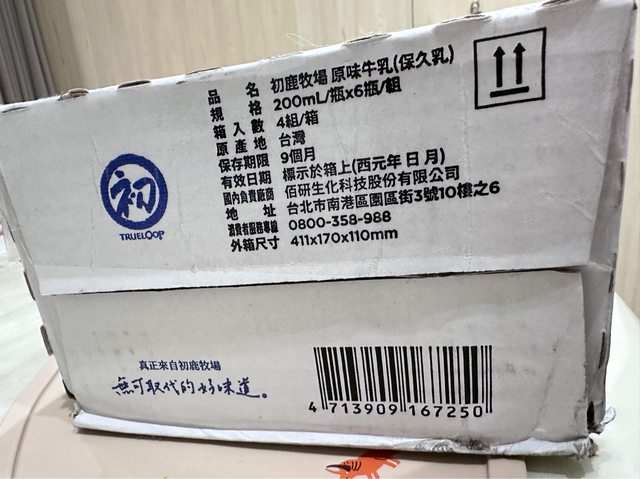 品名 初鹿牧場 原味牛乳(保久乳)
規格 200mL/瓶x6瓶/組
箱入數 4組/箱
原產地 台灣
保存期限 9個月
有效日期 標示於箱上(西元年日月)
國內負責廠商 佰研生化科技股份有限公司
地址 台北市南港區園區街3號10樓之6
消費者服務專線 0800-358-988
外箱尺寸 411x170x110mm
初
TRUELOOP
真正來自初鹿牧場
無可取代的好味道。
4 713909 167250